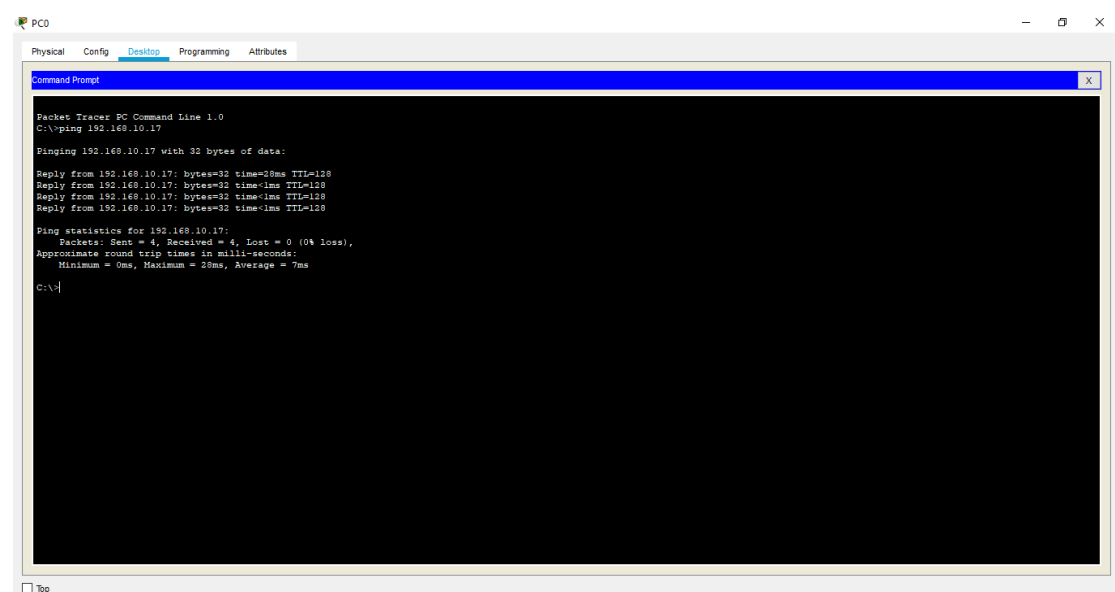 PC0
Physical Config Desktop Programming Attributes
Command Prompt
X
Packet Tracer PC Command Line 1.0
C:\>ping 192.168.10.17
Pinging 192.168.10.17 with 32 bytes of data:
Reply from 192.168.10.17: bytes=32 time=28ms TTL=128
Reply from 192.168.10.17: bytes=32 time<1ms TTL=128
Reply from 192.168.10.17: bytes=32 time<1ms TTL=128
Reply from 192.168.10.17: bytes=32 time<1ms TTL=128
Ping statistics for 192.168.10.17:
Packets: Sent = 4, Received = 4, Lost = 0 (0% loss),
Approximate round trip times in milli-seconds:
Minimum = 0ms, Maximum = 28ms, Average = 7ms
C:\>
Top